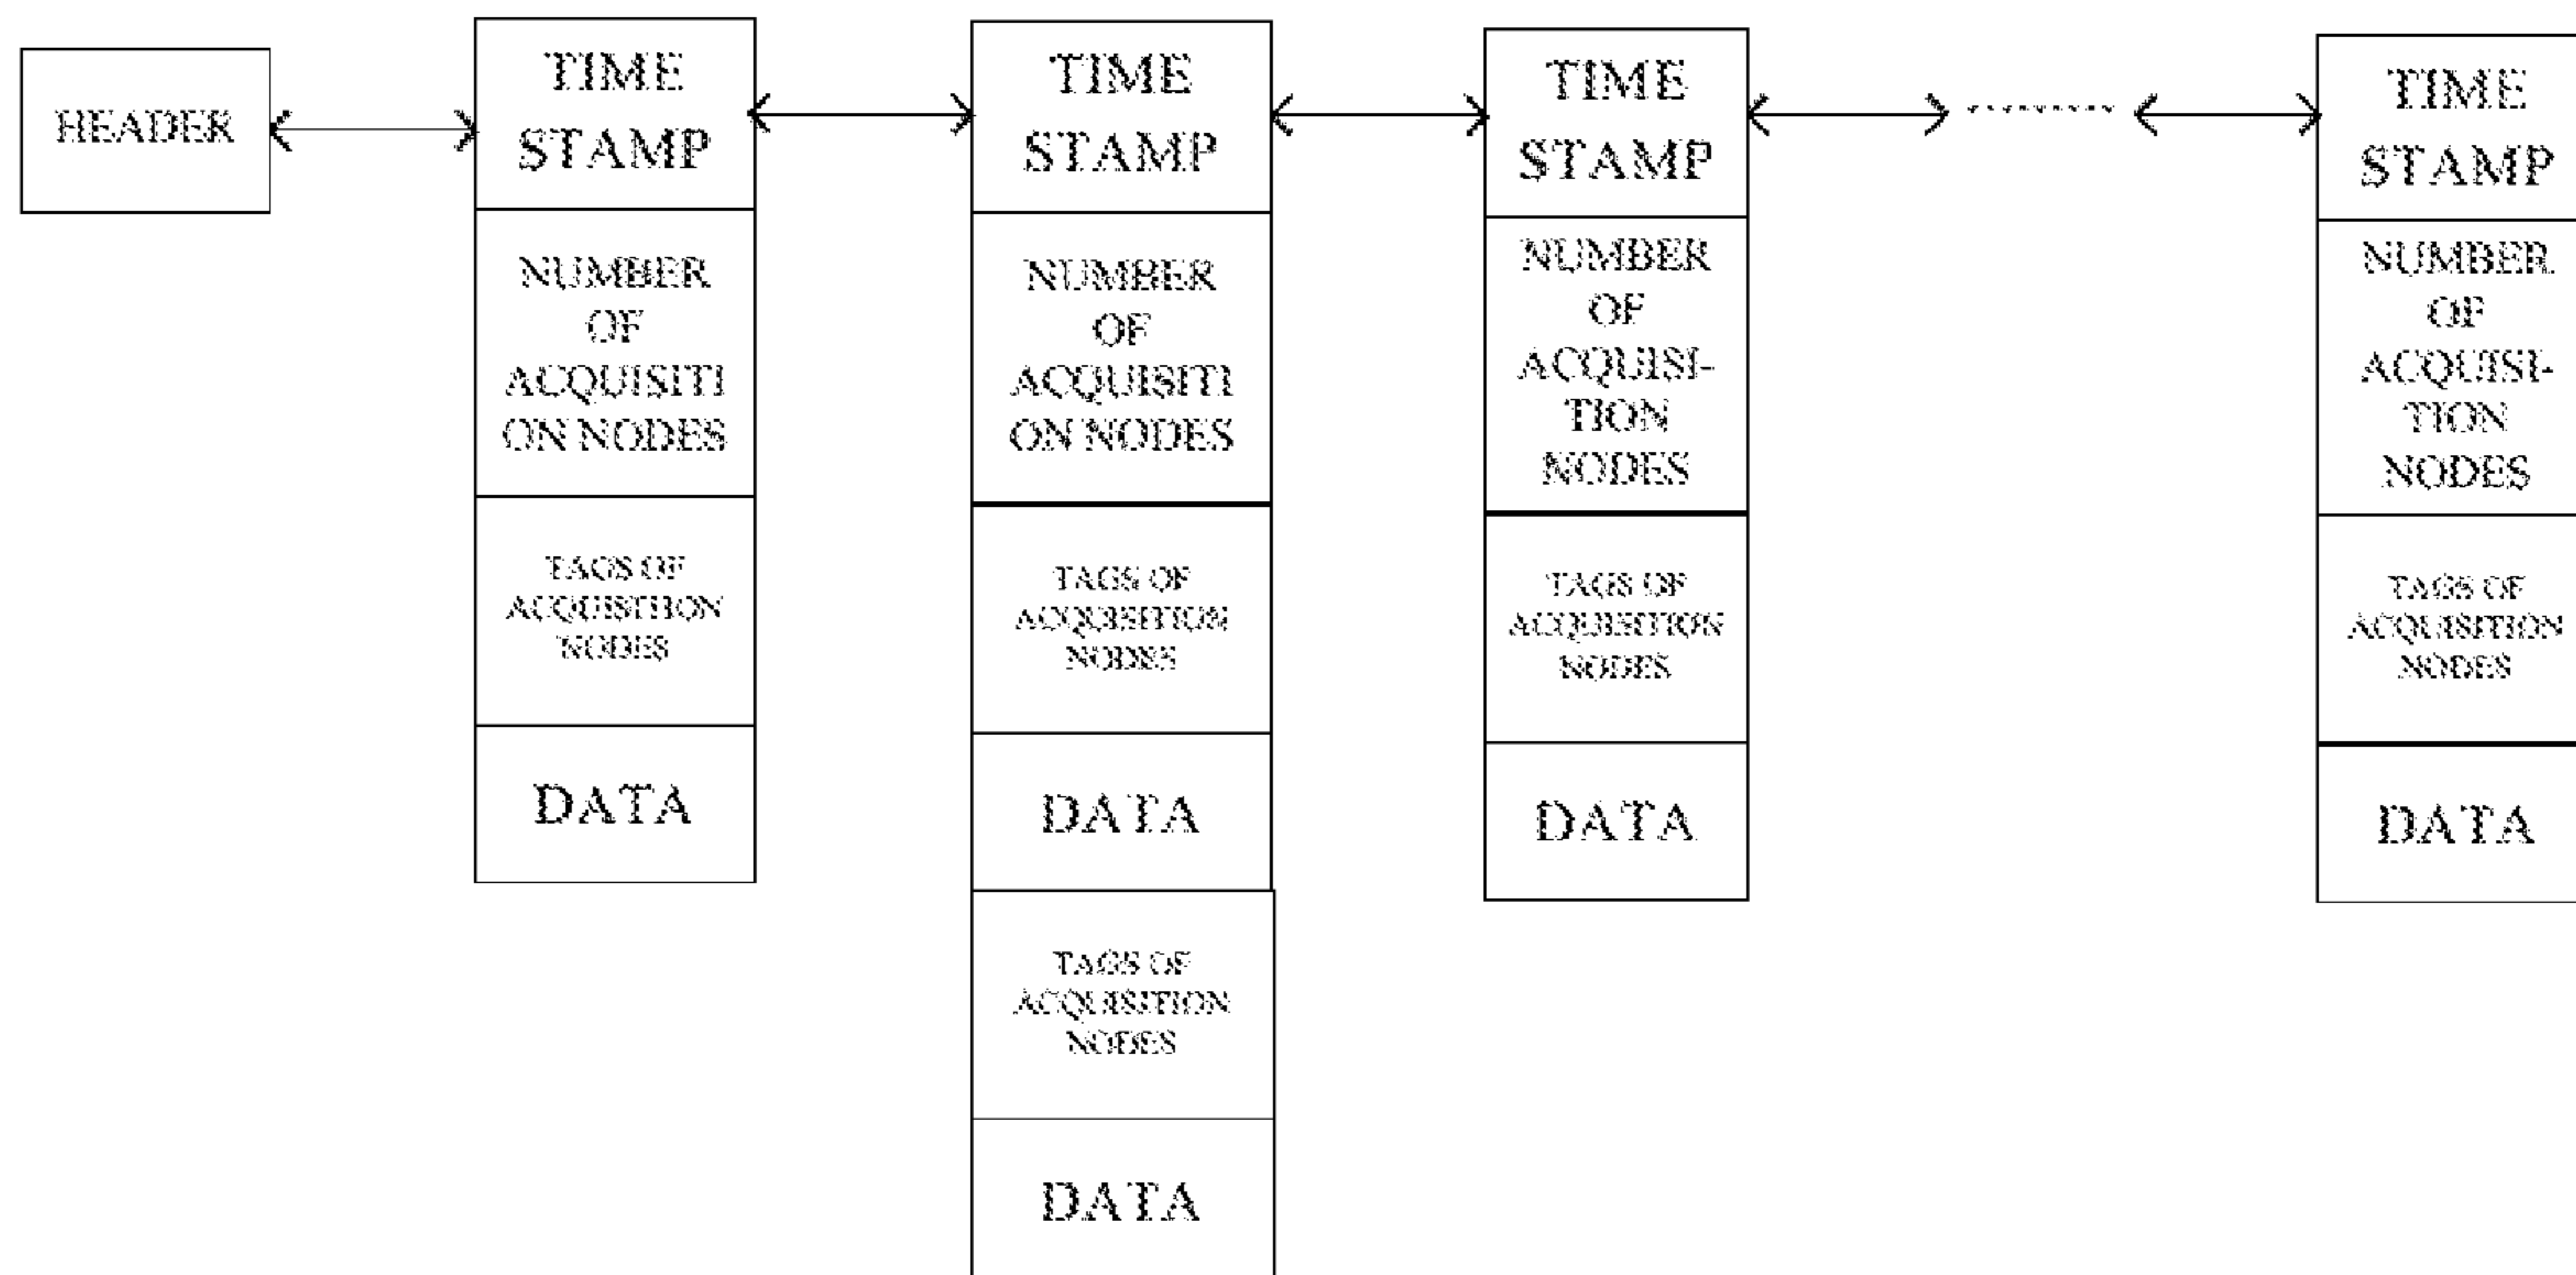 HEADER
TIME
STAMP
NUMBER
OF
ACQUISITI
ON NODES
TAGS OF
ACQUISITION
NODES
DATA
TIME
STAMP
NUMBER
OF
ACQUISITI
ON NODES
TAGS OF
ACQUISITION
NODES
DATA
TAGS OF
ACQUISITION
NODES
DATA
TIME
STAMP
NUMBER
OF
ACQUISI-
TION
NODES
TAGS OF
ACQUISITION
NODES
DATA
TIME
STAMP
NUMBER
OF
ACQUISI-
TION
NODES
TAGS OF
ACQUISITION
NODES
DATA